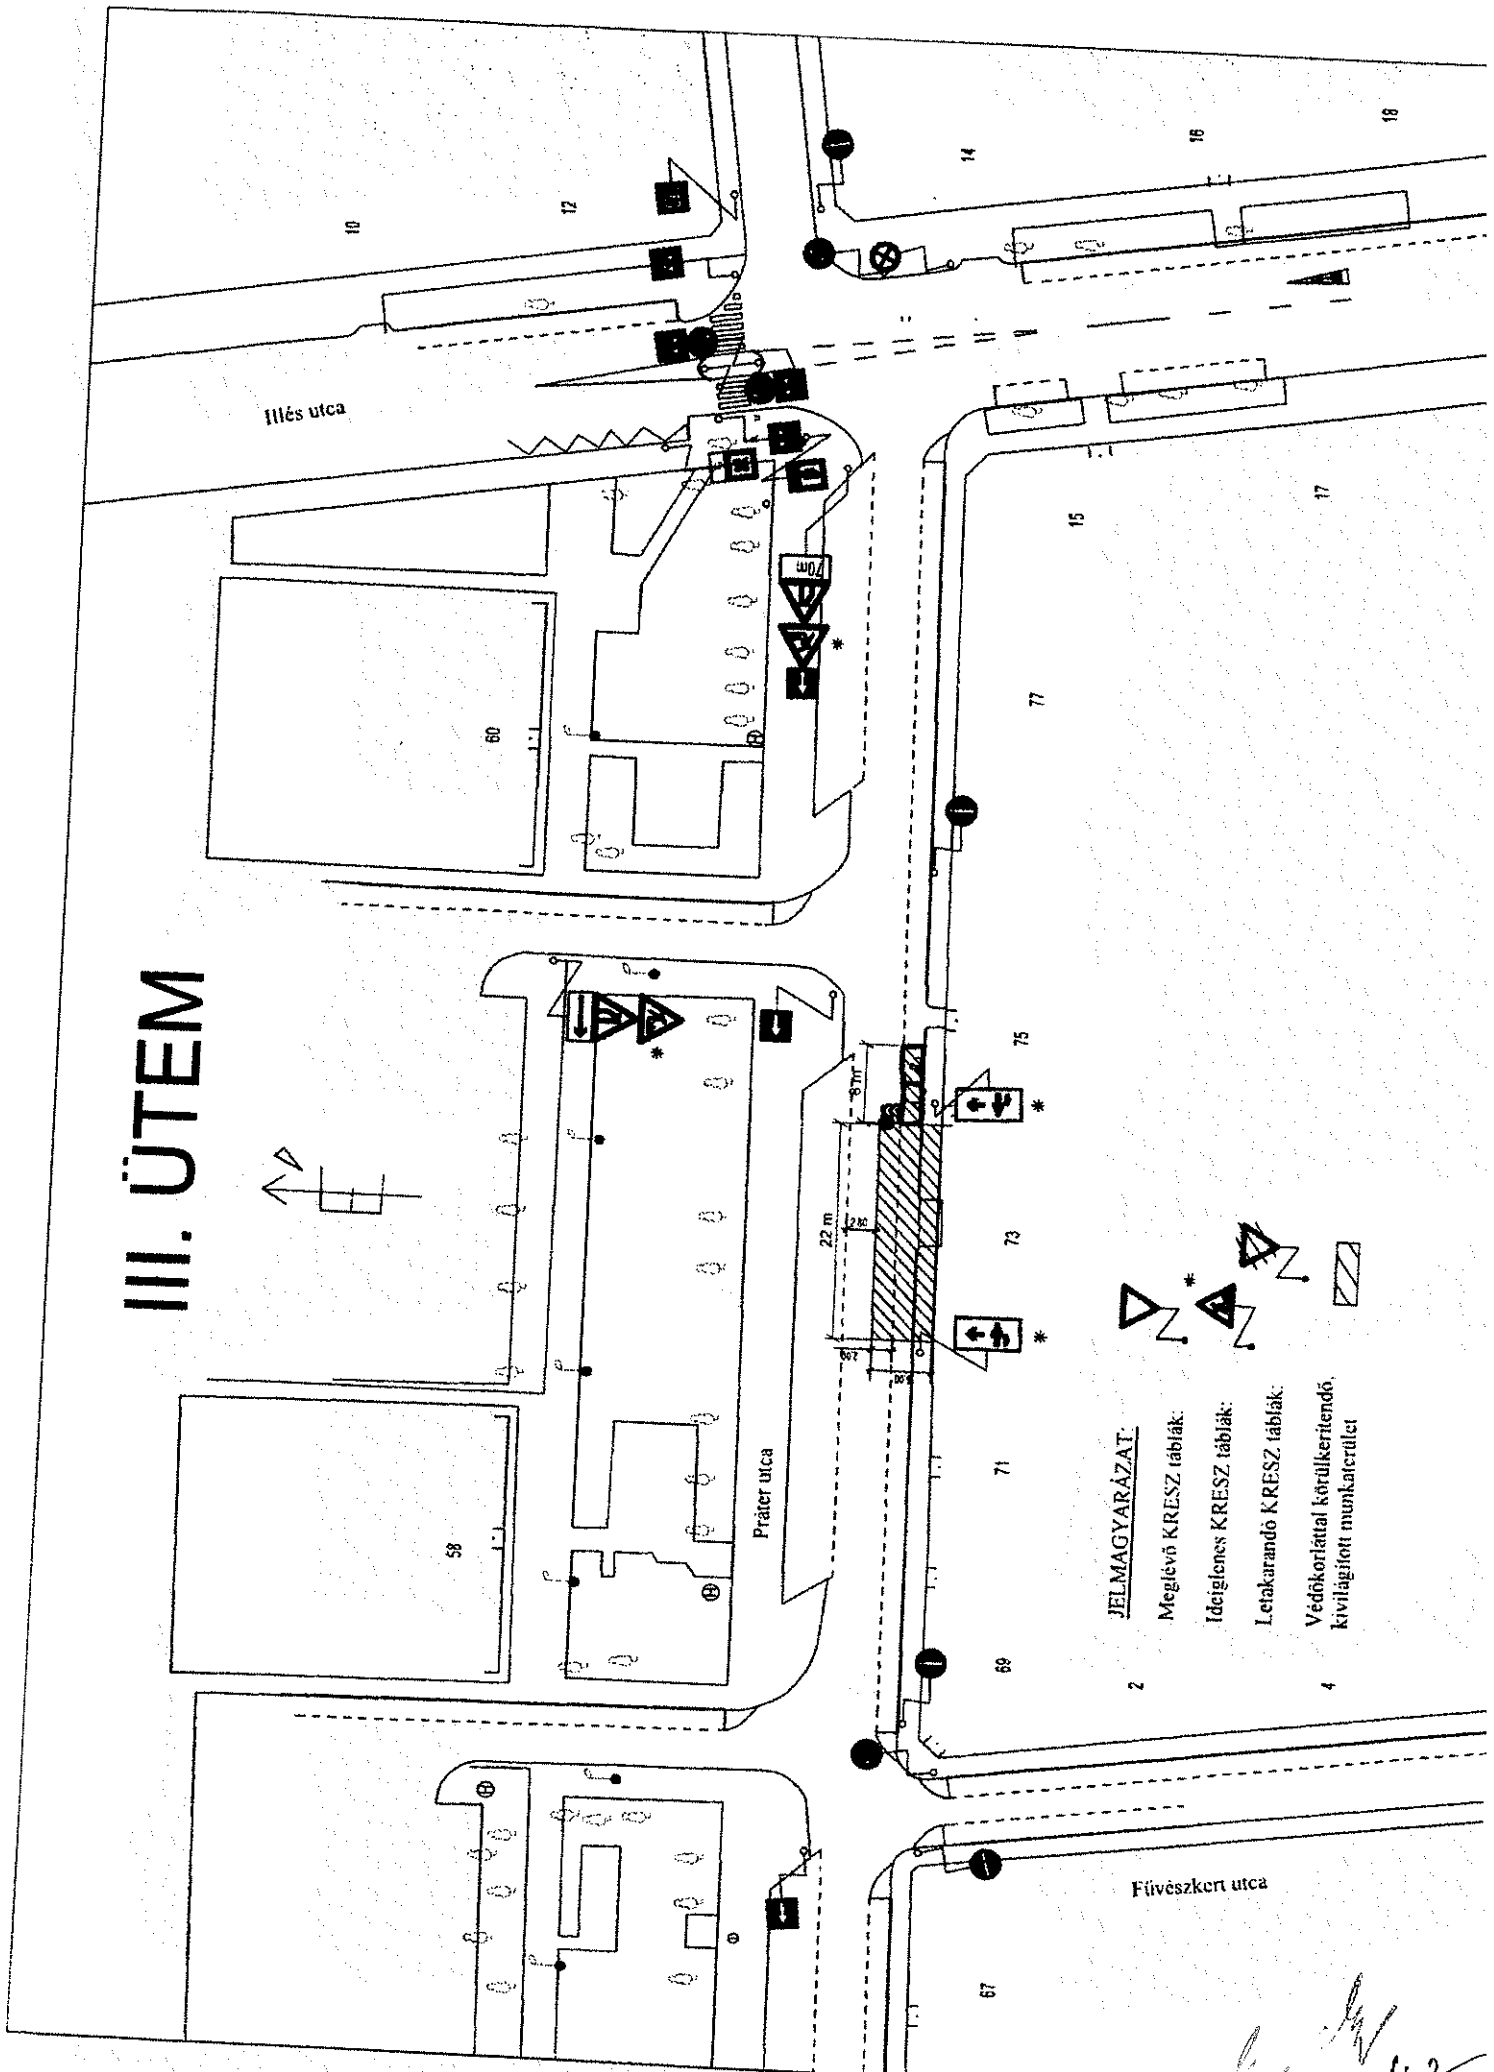 III. ÜTEM
10
12
14
16
18
Illés utca
60
70m
15
17
77
58
Práter utca
22 m
280
75
73
71
69
67
2
4
JELMAGYARÁZAT:
Meglévő KRESZ táblák:
Ideiglenes KRESZ táblák:
Letakarandó KRESZ táblák:
Védőkorláttal körülkerítendő,
kivilágított munkaterület
Füvészkert utca